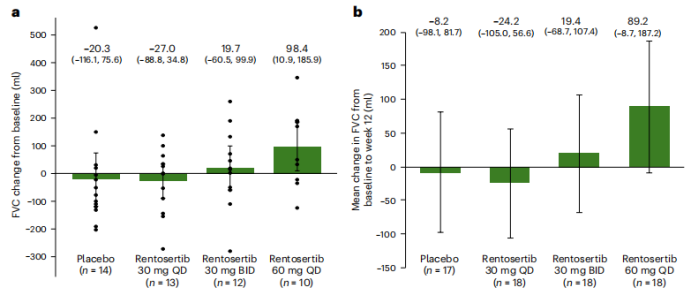 a
FVC change from baseline (ml)
500
400
300
200
100
0
−100
−200
−300
−20.3
(−116.1, 75.6)
−27.0
(−88.8, 34.8)
19.7
(−60.5, 99.9)
98.4
(10.9, 185.9)
Placebo
(n = 14)
Rentosertib
30 mg QD
(n = 13)
Rentosertib
30 mg BID
(n = 12)
Rentosertib
60 mg QD
(n = 10)
b
Mean change in FVC from
baseline to week 12 (ml)
200
150
100
50
0
−50
−100
−150
−8.2
(−98.1, 81.7)
−24.2
(−105.0, 56.6)
19.4
(−68.7, 107.4)
89.2
(−8.7, 187.2)
Placebo
(n = 17)
Rentosertib
30 mg QD
(n = 18)
Rentosertib
30 mg BID
(n = 18)
Rentosertib
60 mg QD
(n = 18)